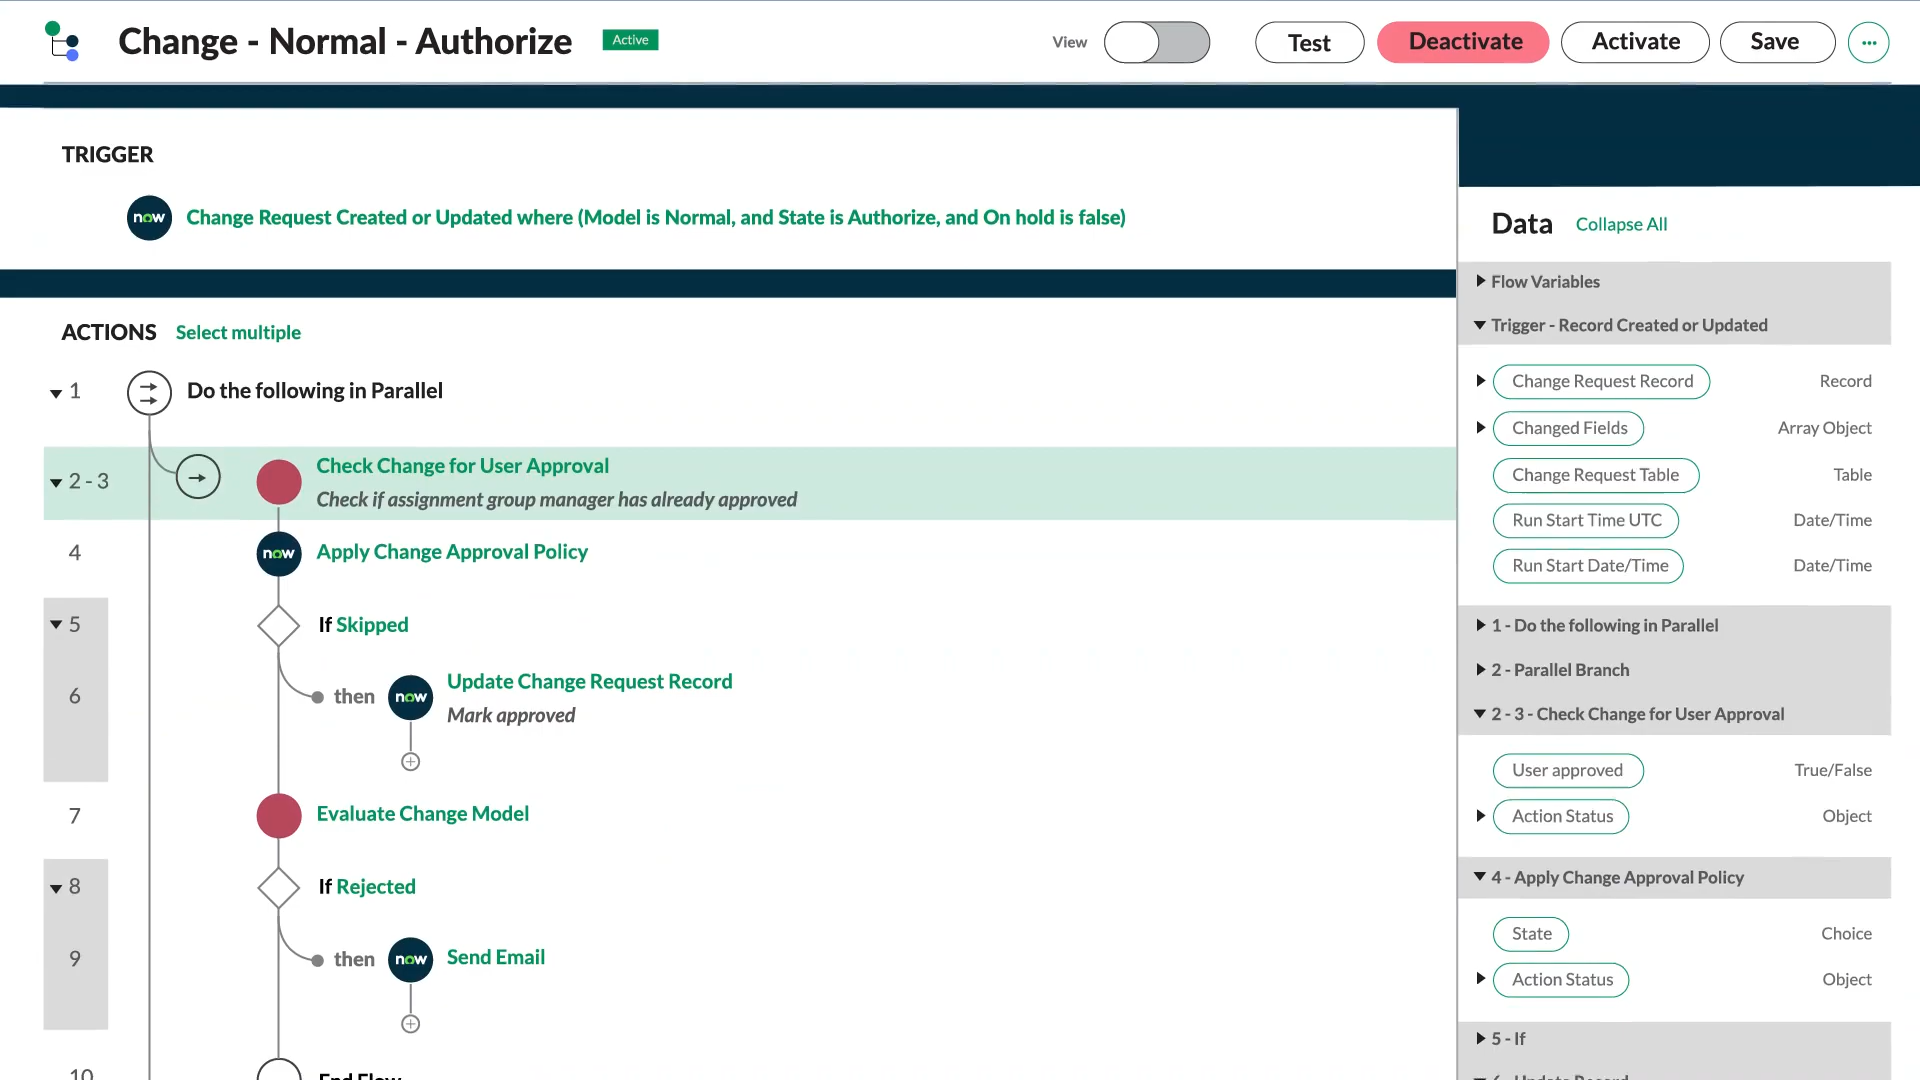 Change - Normal - Authorize
Active
View
Test
Deactivate
Activate
Save
TRIGGER
now
Change Request Created or Updated where (Model is Normal, and State is Authorize, and On hold is false)
ACTIONS
Select multiple
1
Do the following in Parallel
2 - 3
Check Change for User Approval
Check if assignment group manager has already approved
4
now
Apply Change Approval Policy
5
If Skipped
6
then
now
Update Change Request Record
Mark approved
7
Evaluate Change Model
8
If Rejected
9
then
now
Send Email
10
End Flow
Data
Collapse All
Flow Variables
Trigger - Record Created or Updated
Change Request Record
Record
Changed Fields
Array Object
Change Request Table
Table
Run Start Time UTC
Date/Time
Run Start Date/Time
Date/Time
1 - Do the following in Parallel
2 - Parallel Branch
2 - 3 - Check Change for User Approval
User approved
True/False
Action Status
Object
4 - Apply Change Approval Policy
State
Choice
Action Status
Object
5 - If
6 - Update Record